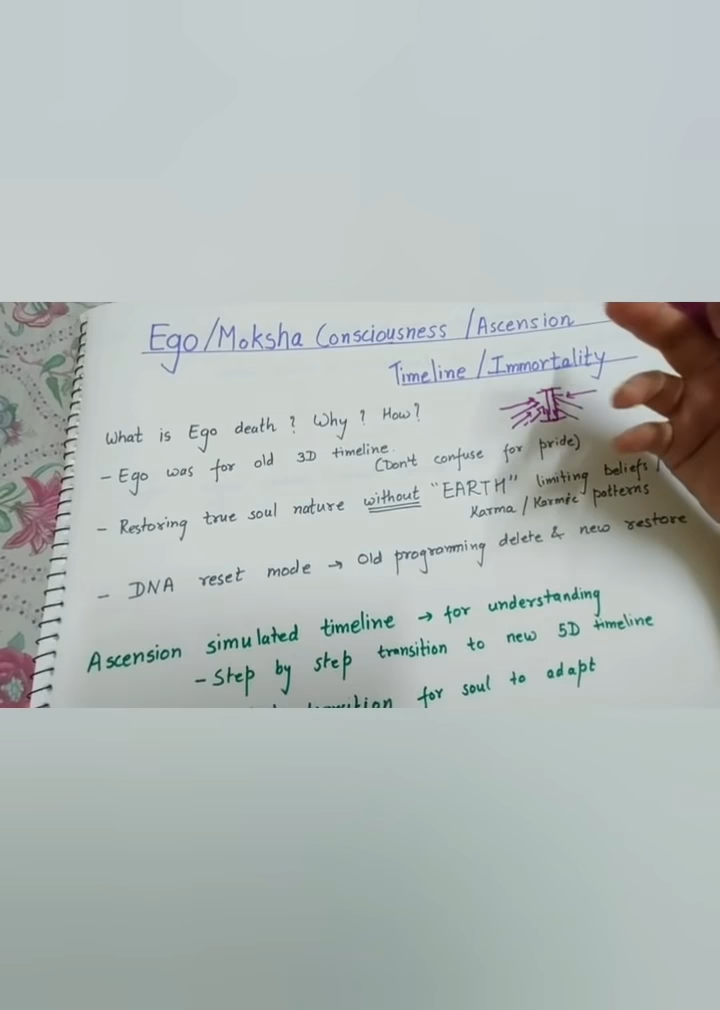 Ego/Moksha Consciousness /Ascension
Timeline/Immortality
What is Ego death? Why? How?
- Ego was for old 3D timeline.
(Don't confuse for pride)
- Restoring true soul nature without "EARTH" limiting beliefs/
Karma/Karmic patterns
- DNA reset mode → Old programming delete & new restore
Ascension simulated timeline → for understanding
- Step by step transition to new 5D timeline
for soul to adapt